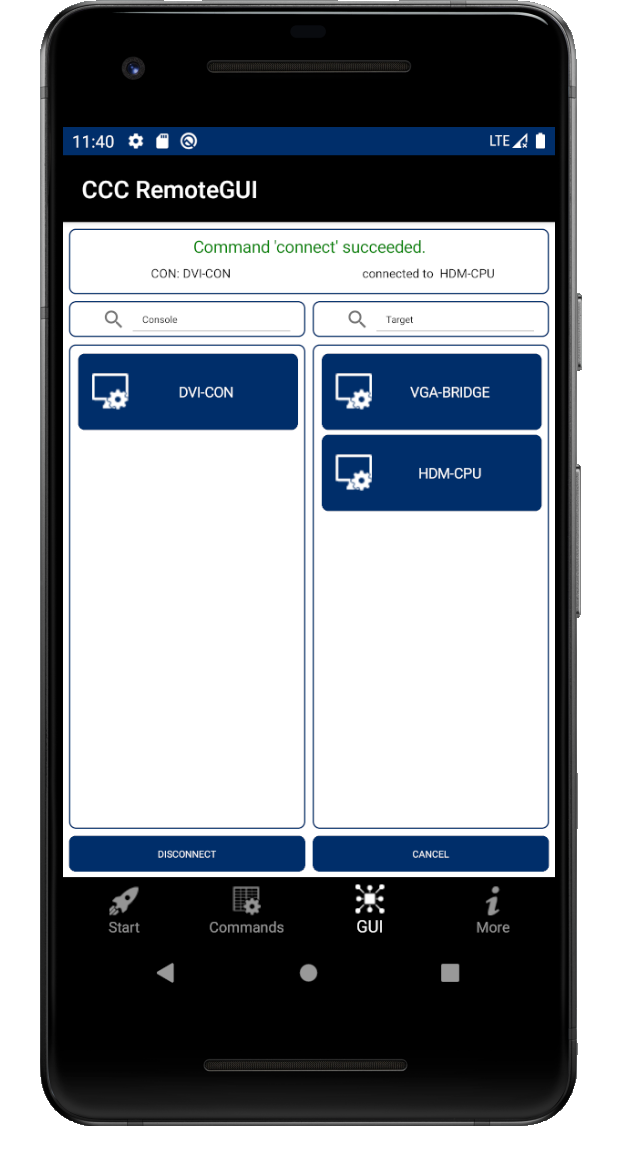 11:40 LTE
CCC RemoteGUI
Command 'connect' succeeded.
CON: DVI-CON connected to HDM-CPU
Console Target
DVI-CON VGA-BRIDGE
HDM-CPU
DISCONNECT CANCEL
Start Commands GUI More